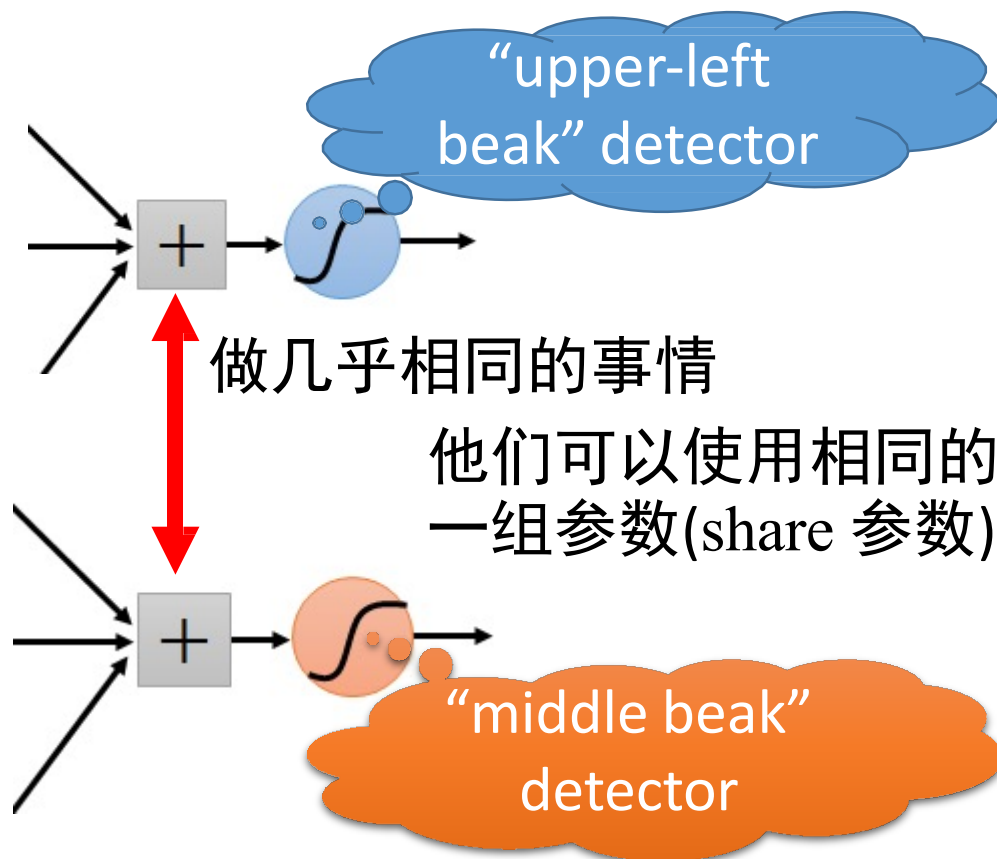 “upper-left
beak” detector
+
做几乎相同的事情
他们可以使用相同的
一组参数(share 参数)
+
“middle beak”
detector